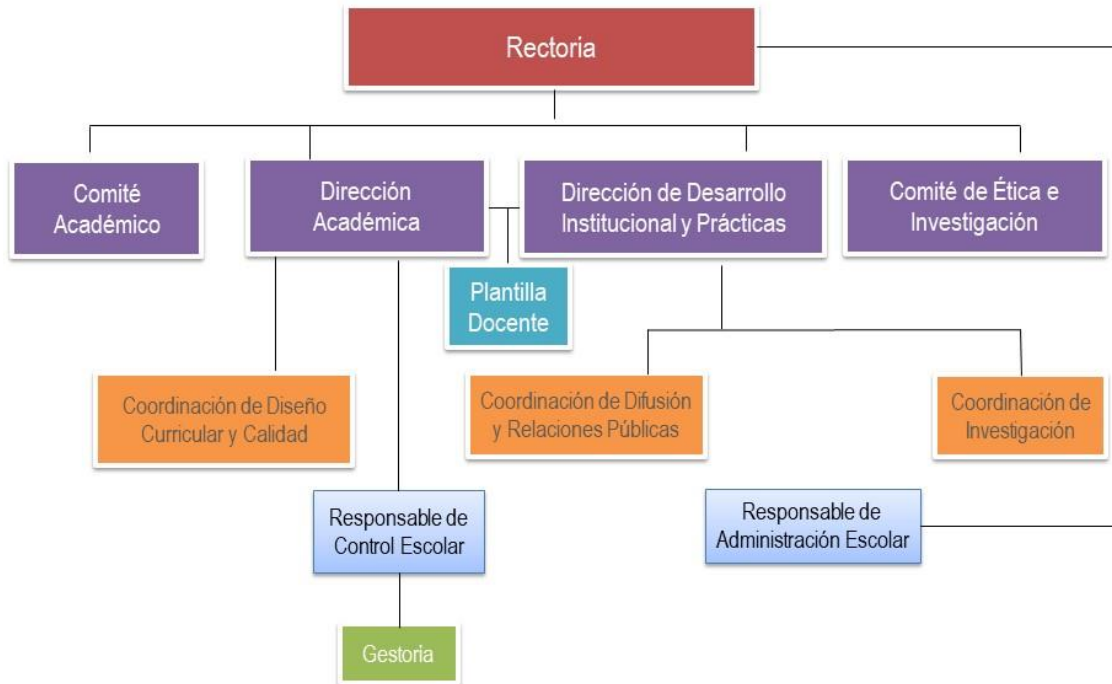 Rectoria
Comité
Académico
Dirección
Académica
Dirección de Desarrollo
Institucional y Prácticas
Comité de Ética e
Investigación
Plantilla
Docente
Coordinación de Diseño
Curricular y Calidad
Coordinación de Difusión
y Relaciones Públicas
Coordinación de
Investigación
Responsable de
Control Escolar
Responsable de
Administración Escolar
Gestoria